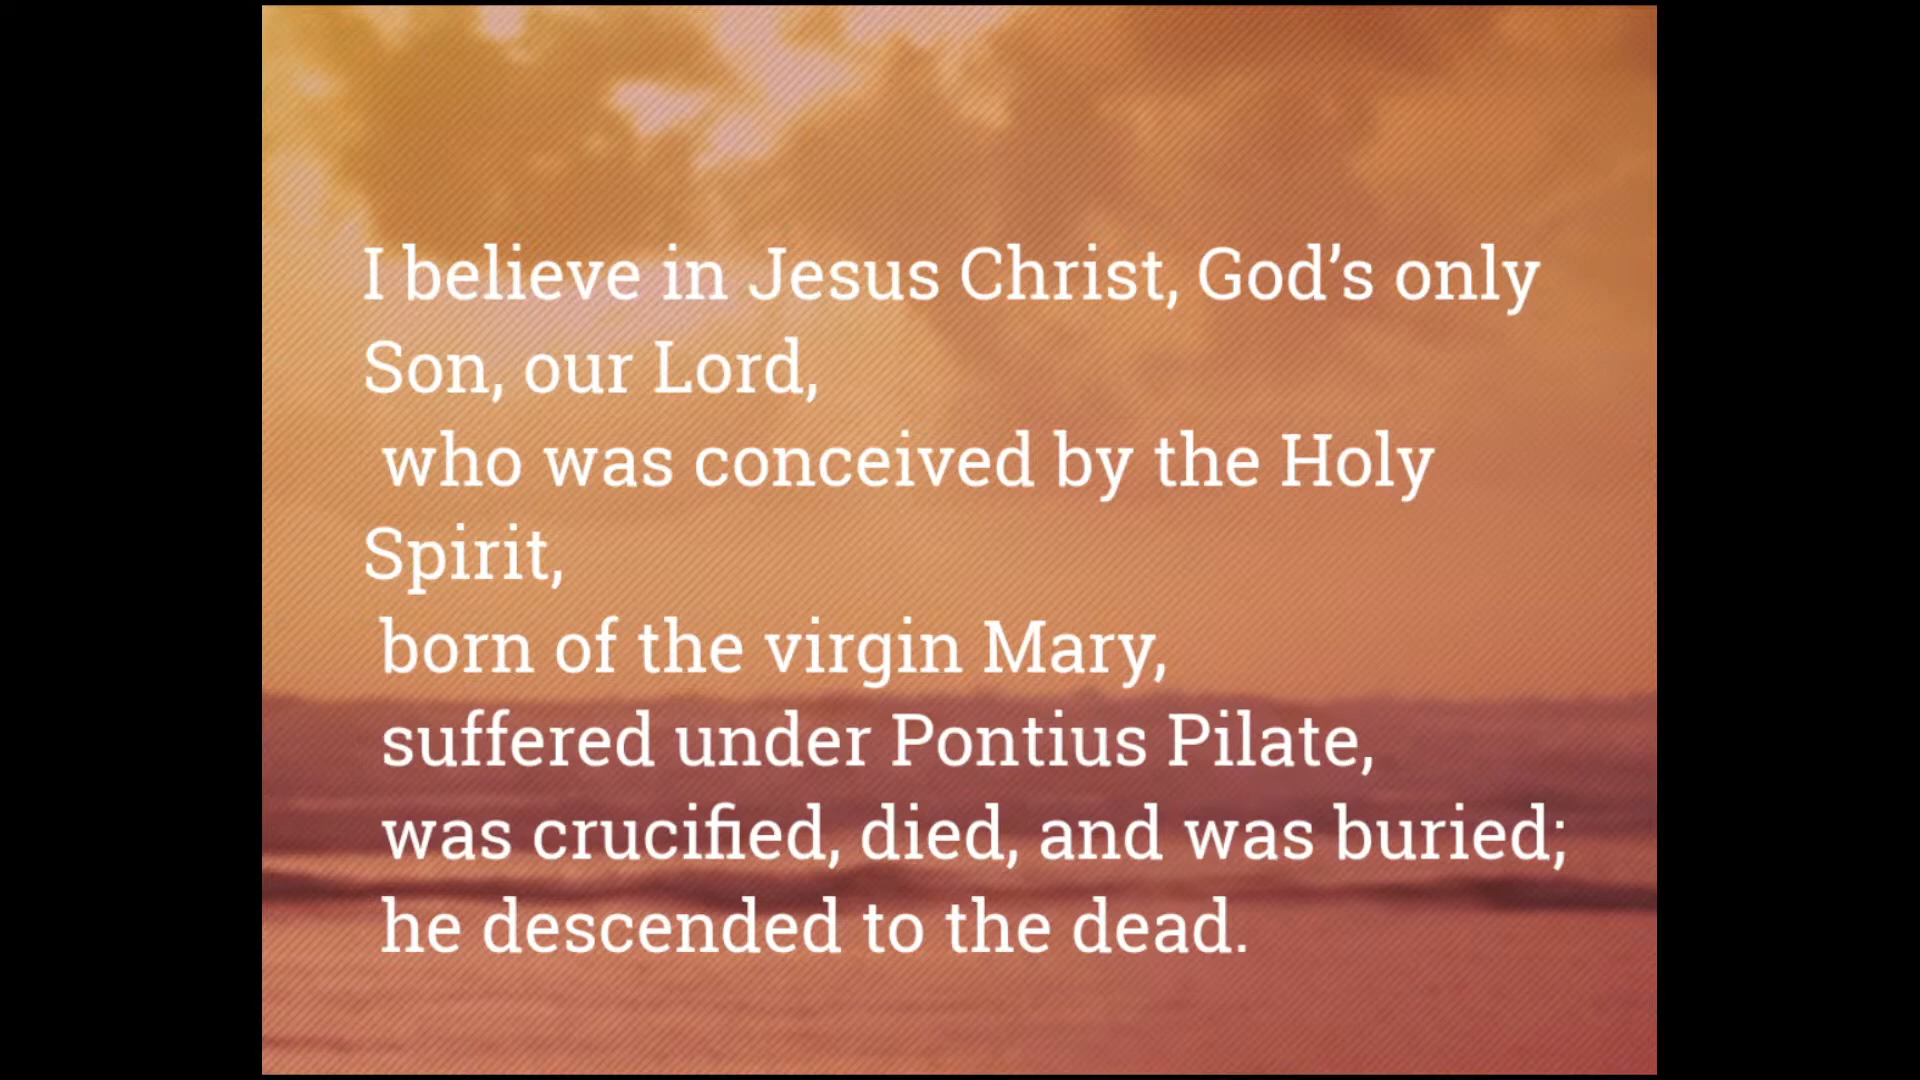 I believe in Jesus Christ, God’s only
Son, our Lord,
who was conceived by the Holy
Spirit,
born of the virgin Mary,
suffered under Pontius Pilate,
was crucified, died, and was buried;
he descended to the dead.